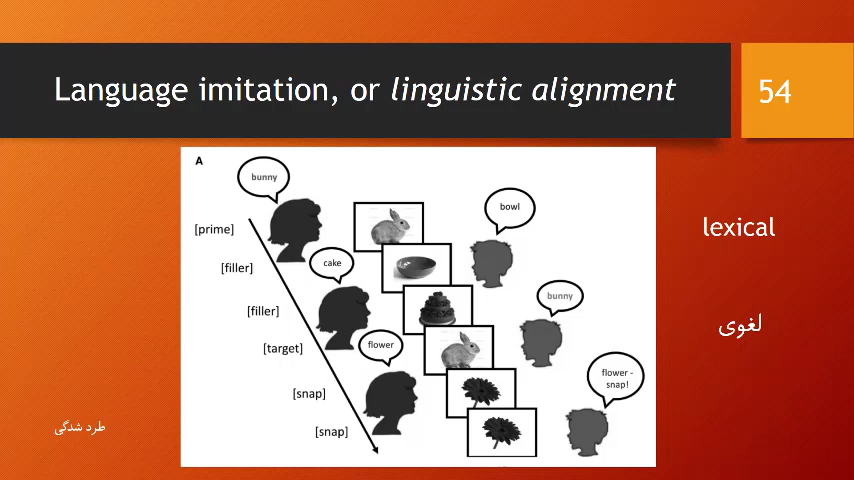 Language imitation, or linguistic alignment
54
A
bunny
[prime]
bowl
[filler]
cake
[filler]
bunny
[target]
flower
[snap]
flower -
snap!
[snap]
lexical
لغوی
طرد شدگی